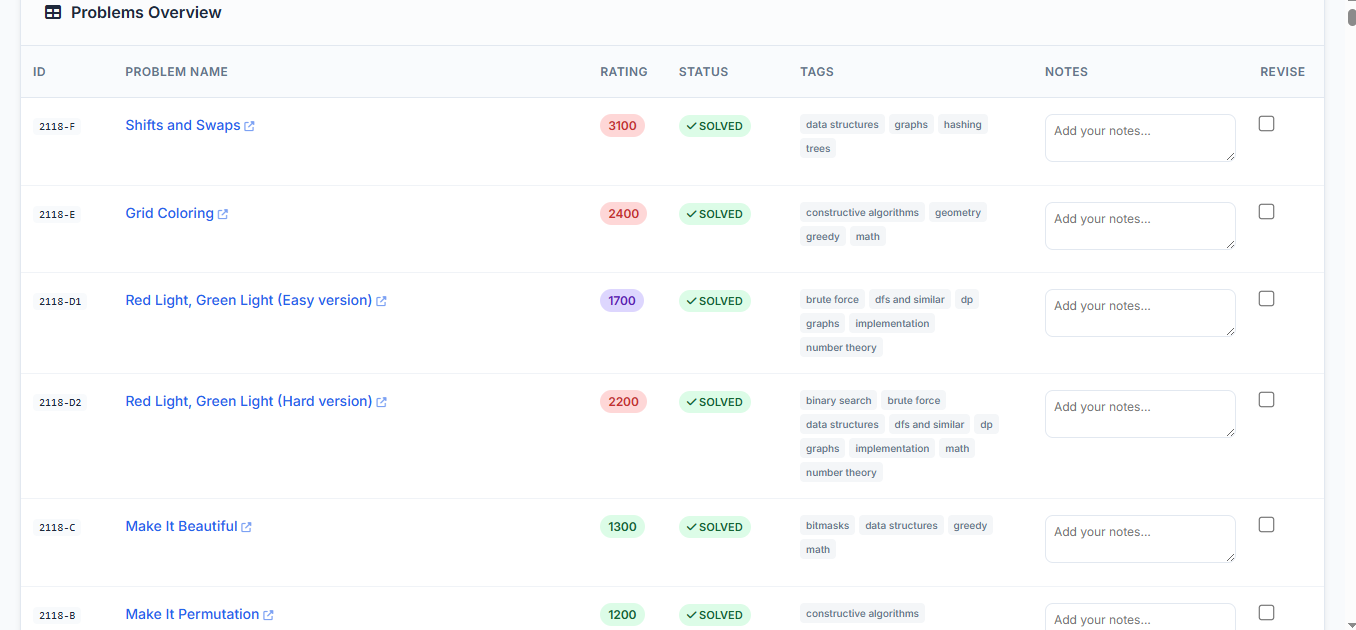 Problems Overview
ID PROBLEM NAME RATING STATUS TAGS NOTES REVISE
2118-F Shifts and Swaps 3100 SOLVED data structures graphs hashing Add your notes...
trees
2118-E Grid Coloring 2400 SOLVED constructive algorithms geometry Add your notes...
greedy math
2118-D1 Red Light, Green Light (Easy version) 1700 SOLVED brute force dfs and similar dp Add your notes...
graphs implementation
number theory
2118-D2 Red Light, Green Light (Hard version) 2200 SOLVED binary search brute force Add your notes...
data structures dfs and similar dp
graphs implementation math
number theory
2118-C Make It Beautiful 1300 SOLVED bitmasks data structures greedy Add your notes...
math
2118-B Make It Permutation 1200 SOLVED constructive algorithms Add your notes...